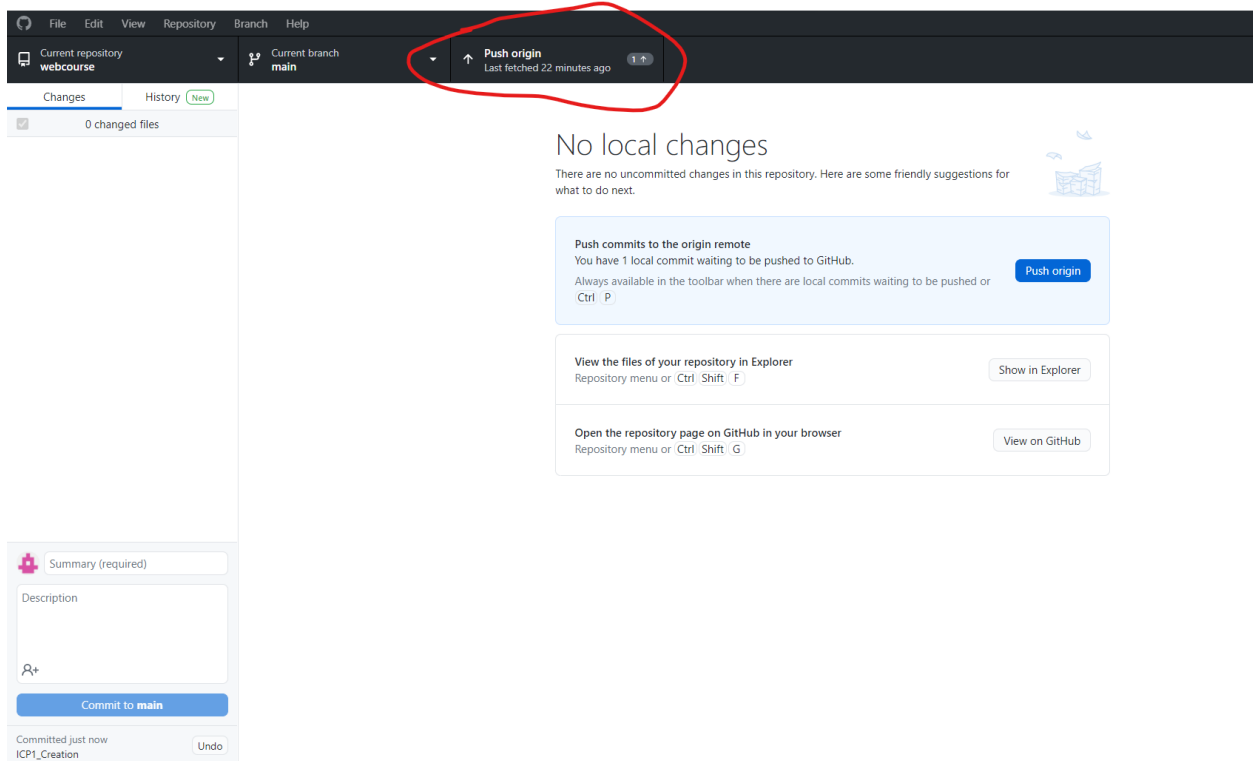 File Edit View Repository Branch Help
Current repository
webcourse
Current branch
main
Push origin
Last fetched 22 minutes ago
1
Changes
History New
0 changed files
No local changes
There are no uncommitted changes in this repository. Here are some friendly suggestions for
what to do next.
Push commits to the origin remote
You have 1 local commit waiting to be pushed to GitHub.
Always available in the toolbar when there are local commits waiting to be pushed or
Ctrl P
Push origin
View the files of your repository in Explorer
Repository menu or Ctrl Shift F
Show in Explorer
Open the repository page on GitHub in your browser
Repository menu or Ctrl Shift G
View on GitHub
Summary (required)
Description
Commit to main
Committed just now
ICP1_Creation
Undo